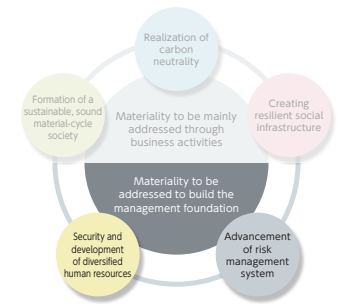 Realization of
carbon
neutrality
Formation of a
sustainable, sound
material-cycle
society
Materiality to be mainly
addressed through
business activities
Creating
resilient social
infrastructure
Materiality to be
addressed to build the
management foundation
Security and
development
of diversified
human resources
Advancement
of risk
management
system